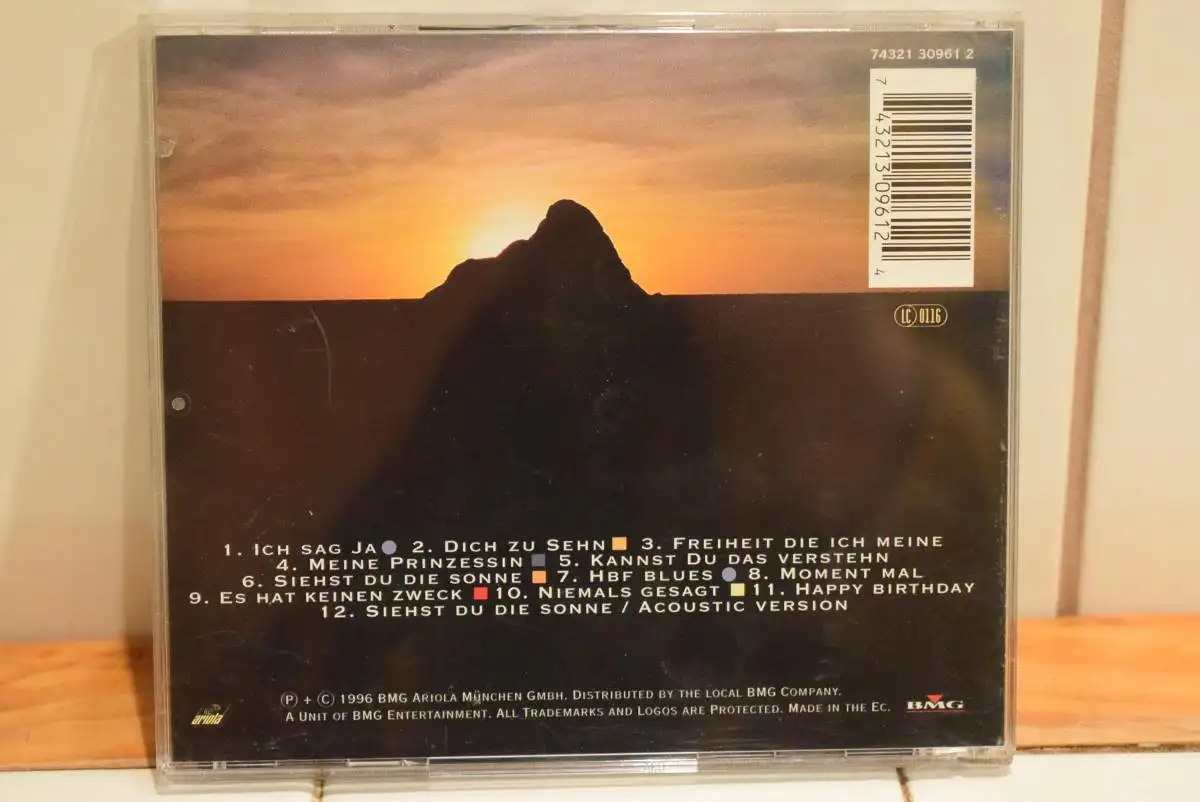 74321 30961 2
7 43213 09612 4
LC 0116
1. ICH SAG JA 2. DICH ZU SEHN 3. FREIHEIT DIE ICH MEINE
4. MEINE PRINZESSIN 5. KANNST DU DAS VERSTEHN
6. SIEHST DU DIE SONNE 7. HBF BLUES 8. MOMENT MAL
9. ES HAT KEINEN ZWECK 10. NIEMALS GESAGT 11. HAPPY BIRTHDAY
12. SIEHST DU DIE SONNE / ACOUSTIC VERSION
Ⓟ + © 1996 BMG ARIOLA MÜNCHEN GMBH. DISTRIBUTED BY THE LOCAL BMG COMPANY.
A UNIT OF BMG ENTERTAINMENT. ALL TRADEMARKS AND LOGOS ARE PROTECTED. MADE IN THE EC.
ariola
BMG